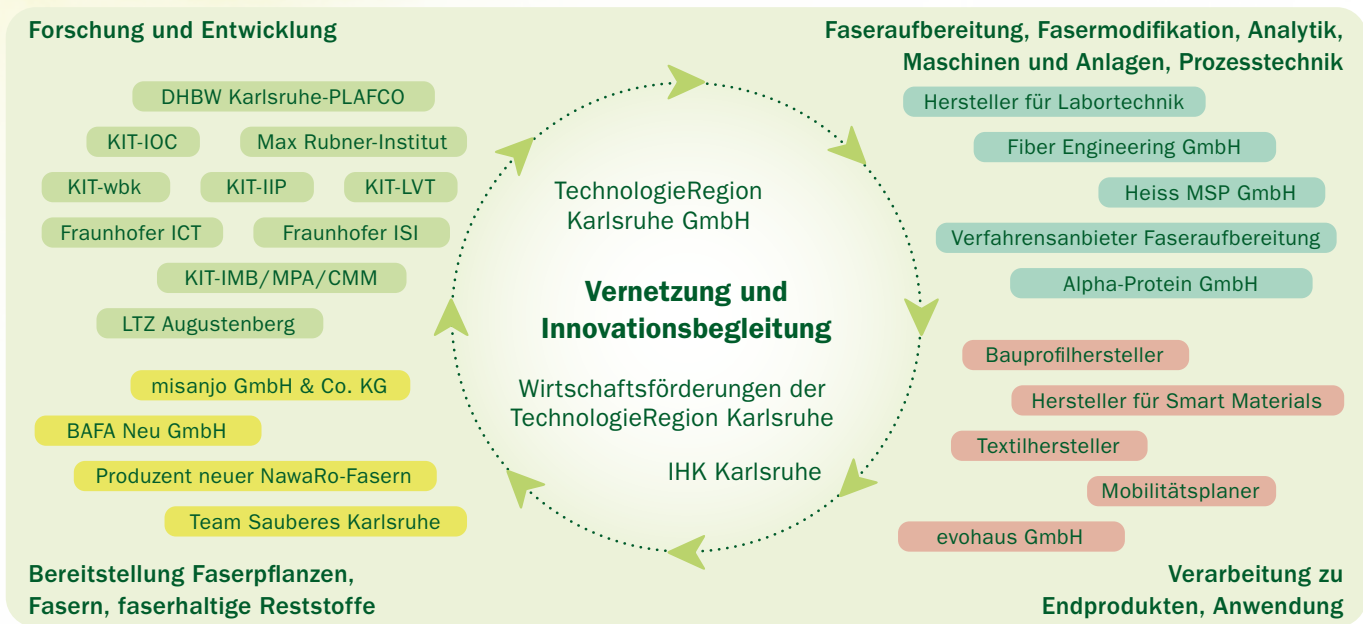 Forschung und Entwicklung
DHBW Karlsruhe-PLAFCO
KIT-IOC
Max Rubner-Institut
KIT-wbk
KIT-IIP
KIT-LVT
Fraunhofer ICT
Fraunhofer ISI
KIT-IMB/MPA/CMM
LTZ Augustenberg
Faseraufbereitung, Fasermodifikation, Analytik,
Maschinen und Anlagen, Prozesstechnik
Hersteller für Labortechnik
Fiber Engineering GmbH
Heiss MSP GmbH
Verfahrensanbieter Faseraufbereitung
Alpha-Protein GmbH
TechnologieRegion
Karlsruhe GmbH
Vernetzung und
Innovationsbegleitung
Wirtschaftsförderungen der
TechnologieRegion Karlsruhe
IHK Karlsruhe
misanjo GmbH & Co. KG
BAFA Neu GmbH
Produzent neuer NawaRo-Fasern
Team Sauberes Karlsruhe
Bereitstellung Faserpflanzen,
Fasern, faserhaltige Reststoffe
Bauprofilhersteller
Hersteller für Smart Materials
Textilhersteller
Mobilitätsplaner
evohaus GmbH
Verarbeitung zu
Endprodukten, Anwendung